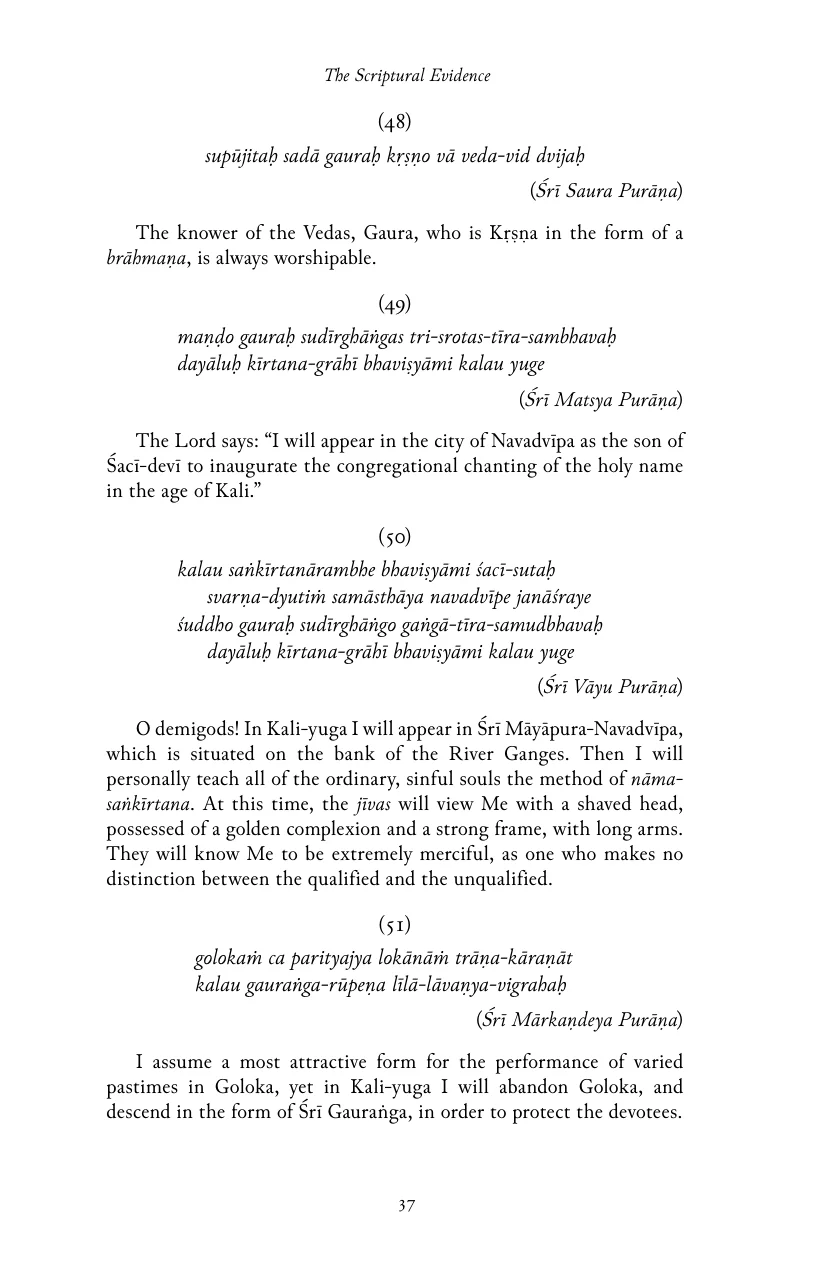 The Scriptural Evidence
(48)
supūjitaḥ sadā gauraḥ kṛṣṇo vā veda-vid dvijaḥ
(Śrī Saura Purāṇa)
The knower of the Vedas, Gaura, who is Kṛṣṇa in the form of a
brāhmaṇa, is always worshipable.
(49)
maṇḍo gauraḥ sudīrghāṅgas tri-srotas-tīra-sambhavaḥ
dayāluḥ kīrtana-grāhī bhaviṣyāmi kalau yuge
(Śrī Matsya Purāṇa)
The Lord says: “I will appear in the city of Navadvīpa as the son of
Śacī-devī to inaugurate the congregational chanting of the holy name
in the age of Kali.”
(50)
kalau saṅkīrtanārambhe bhaviṣyāmi śacī-sutaḥ
svarṇa-dyutiṁ samāsthāya navadvīpe janāśraye
śuddho gauraḥ sudīrghāṅgo gaṅgā-tīra-samudbhavaḥ
dayāluḥ kīrtana-grāhī bhaviṣyāmi kalau yuge
(Śrī Vāyu Purāṇa)
O demigods! In Kali-yuga I will appear in Śrī Māyāpura-Navadvīpa,
which is situated on the bank of the River Ganges. Then I will
personally teach all of the ordinary, sinful souls the method of nāma-
saṅkīrtana. At this time, the jīvas will view Me with a shaved head,
possessed of a golden complexion and a strong frame, with long arms.
They will know Me to be extremely merciful, as one who makes no
distinction between the qualified and the unqualified.
(51)
golokaṁ ca parityajya lokānāṁ trāṇa-kāraṇāt
kalau gauraṅga-rūpeṇa līlā-lāvaṇya-vigrahaḥ
(Śrī Mārkaṇdeya Purāṇa)
I assume a most attractive form for the performance of varied
pastimes in Goloka, yet in Kali-yuga I will abandon Goloka, and
descend in the form of Śrī Gauraṅga, in order to protect the devotees.
37